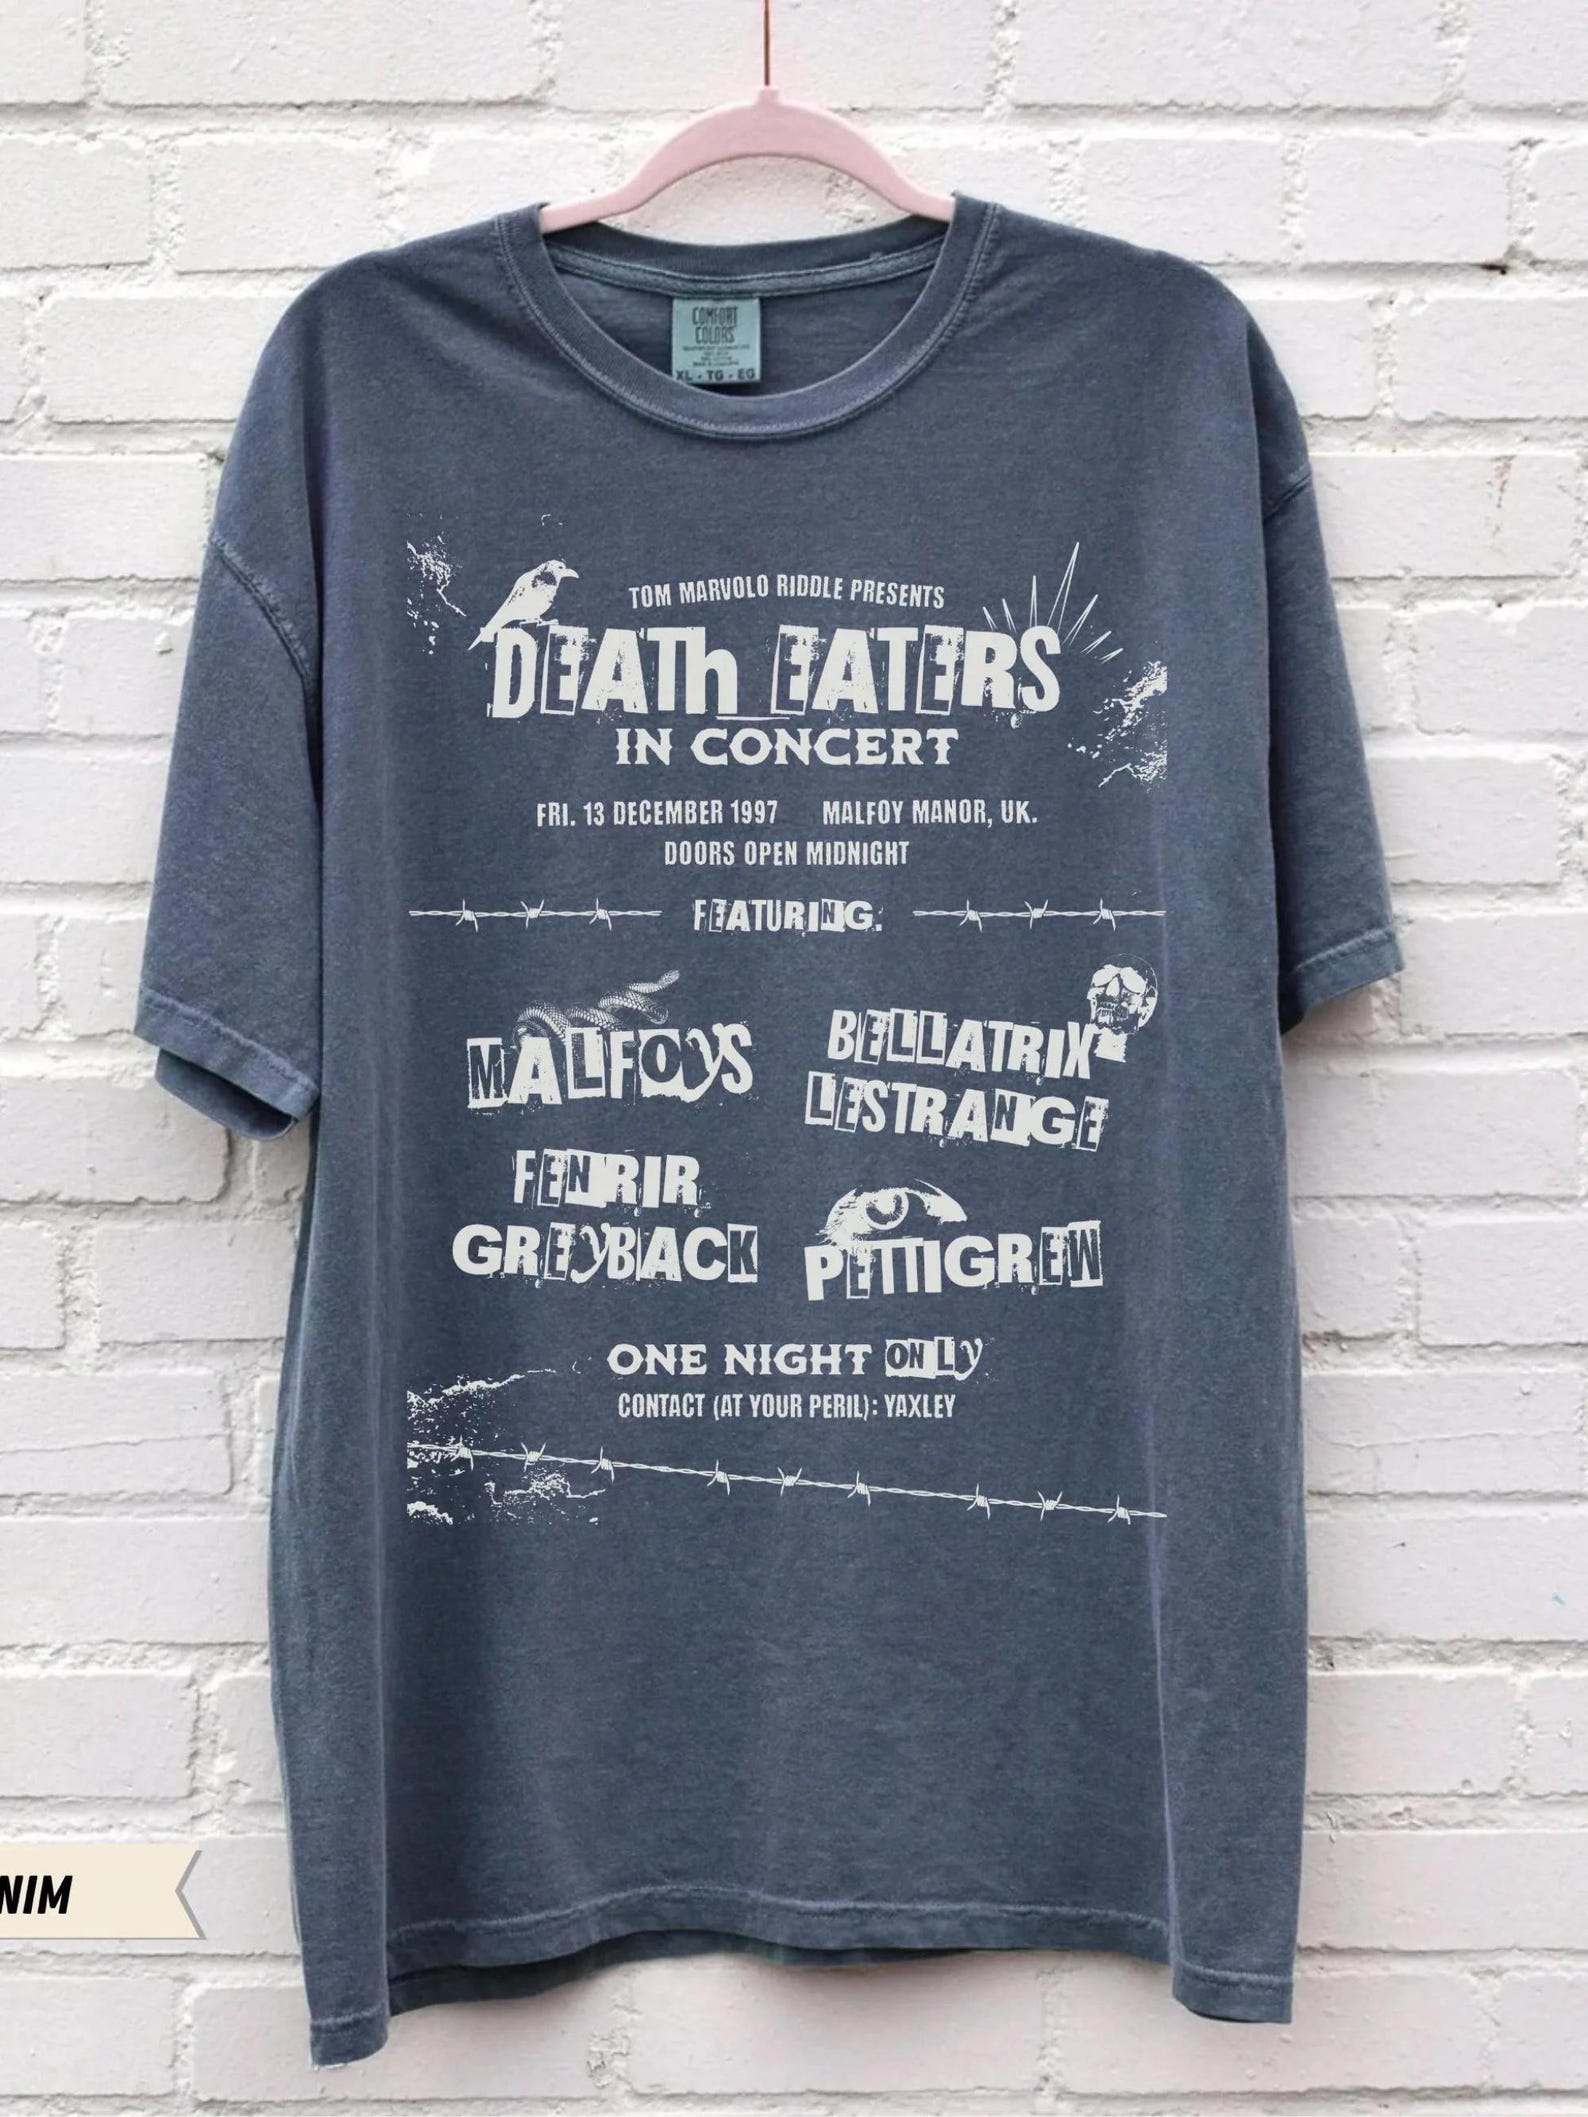 COMFORT
COLORS
XL - TG - EG
TOM MARVOLO RIDDLE PRESENTS
DEATh EATERS
IN CONCERT
FRI. 13 DECEMBER 1997 MALFOY MANOR, UK.
DOORS OPEN MIDNIGHT
FEATURING:
MALFOyS
BELLATRIX
LESTRANGE
FENRIR
GREyBACK
PETTIGREW
ONE NIGHT ONLy
CONTACT (AT YOUR PERIL): YAXLEY
NIM